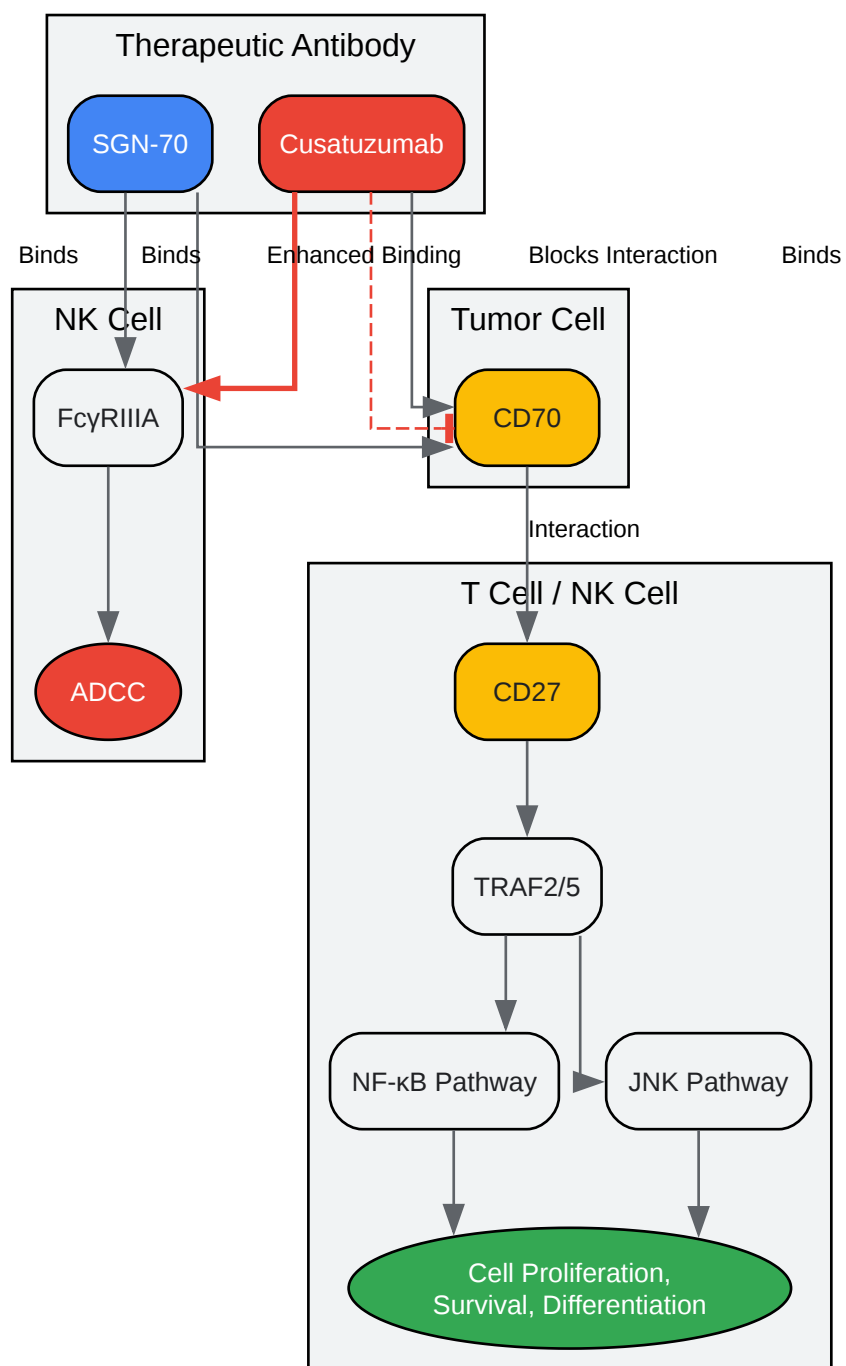 Therapeutic Antibody
SGN-70
Cusatuzumab
Binds
Binds
Enhanced Binding
Blocks Interaction
Binds
NK Cell
Tumor Cell
FcγRIIIA
CD70
Interaction
T Cell / NK Cell
ADCC
CD27
TRAF2/5
NF-κB Pathway
JNK Pathway
Cell Proliferation,
Survival, Differentiation